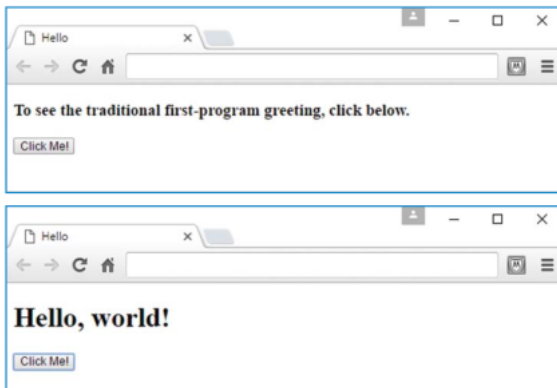 Hello
To see the traditional first-program greeting, click below.
Click Me!
Hello
Hello, world!
Click Me!